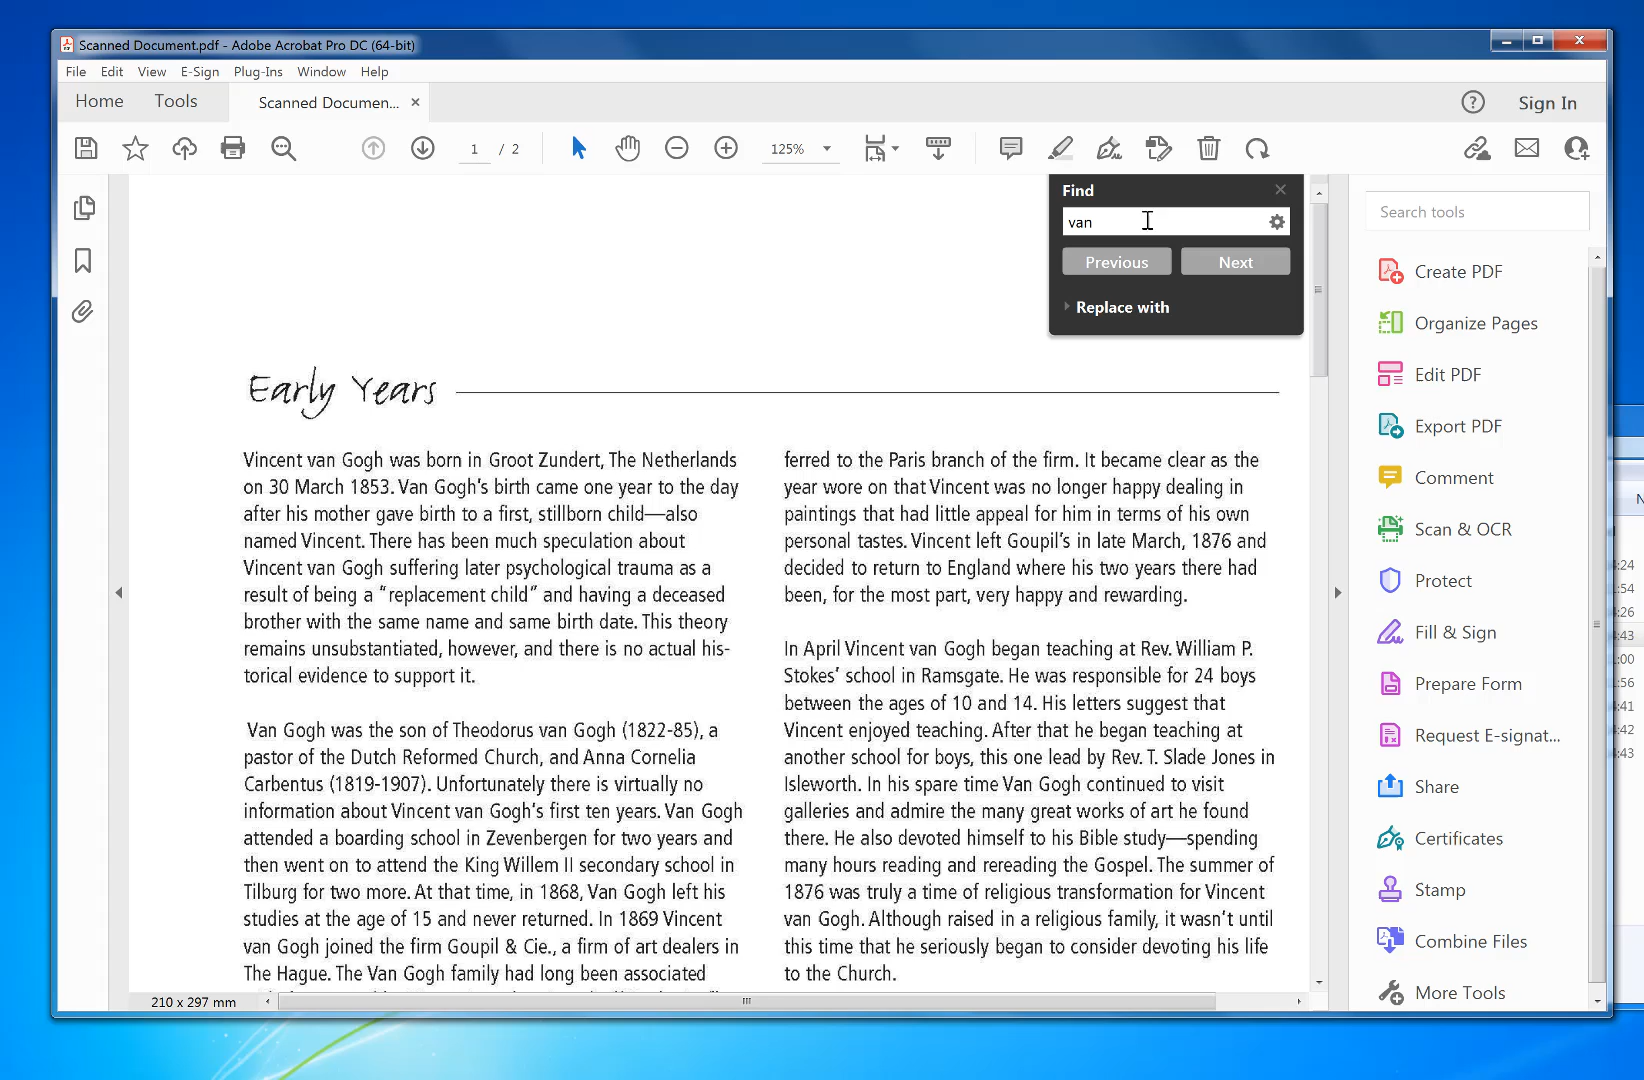 Scanned Document.pdf - Adobe Acrobat Pro DC (64-bit)
File Edit View E-Sign Plug-Ins Window Help
Home Tools Scanned Documen... × Sign In
1 / 2 125%
Find
van
Previous Next
Replace with
Early Years
Vincent van Gogh was born in Groot Zundert, The Netherlands
on 30 March 1853. Van Gogh's birth came one year to the day
after his mother gave birth to a first, stillborn child—also
named Vincent. There has been much speculation about
Vincent van Gogh suffering later psychological trauma as a
result of being a “replacement child” and having a deceased
brother with the same name and same birth date. This theory
remains unsubstantiated, however, and there is no actual his-
torical evidence to support it.
Van Gogh was the son of Theodorus van Gogh (1822-85), a
pastor of the Dutch Reformed Church, and Anna Cornelia
Carbentus (1819-1907). Unfortunately there is virtually no
information about Vincent van Gogh's first ten years. Van Gogh
attended a boarding school in Zevenbergen for two years and
then went on to attend the King Willem II secondary school in
Tilburg for two more. At that time, in 1868, Van Gogh left his
studies at the age of 15 and never returned. In 1869 Vincent
van Gogh joined the firm Goupil & Cie., a firm of art dealers in
The Hague. The Van Gogh family had long been associated
ferred to the Paris branch of the firm. It became clear as the
year wore on that Vincent was no longer happy dealing in
paintings that had little appeal for him in terms of his own
personal tastes. Vincent left Goupil's in late March, 1876 and
decided to return to England where his two years there had
been, for the most part, very happy and rewarding.
In April Vincent van Gogh began teaching at Rev. William P.
Stokes' school in Ramsgate. He was responsible for 24 boys
between the ages of 10 and 14. His letters suggest that
Vincent enjoyed teaching. After that he began teaching at
another school for boys, this one lead by Rev. T. Slade Jones in
Isleworth. In his spare time Van Gogh continued to visit
galleries and admire the many great works of art he found
there. He also devoted himself to his Bible study—spending
many hours reading and rereading the Gospel. The summer of
1876 was truly a time of religious transformation for Vincent
van Gogh. Although raised in a religious family, it wasn't until
this time that he seriously began to consider devoting his life
to the Church.
210 x 297 mm
Search tools
Create PDF
Organize Pages
Edit PDF
Export PDF
Comment
Scan & OCR
Protect
Fill & Sign
Prepare Form
Request E-signat...
Share
Certificates
Stamp
Combine Files
More Tools
:24
:54
:26
:43
:00
:56
:41
:42
:43